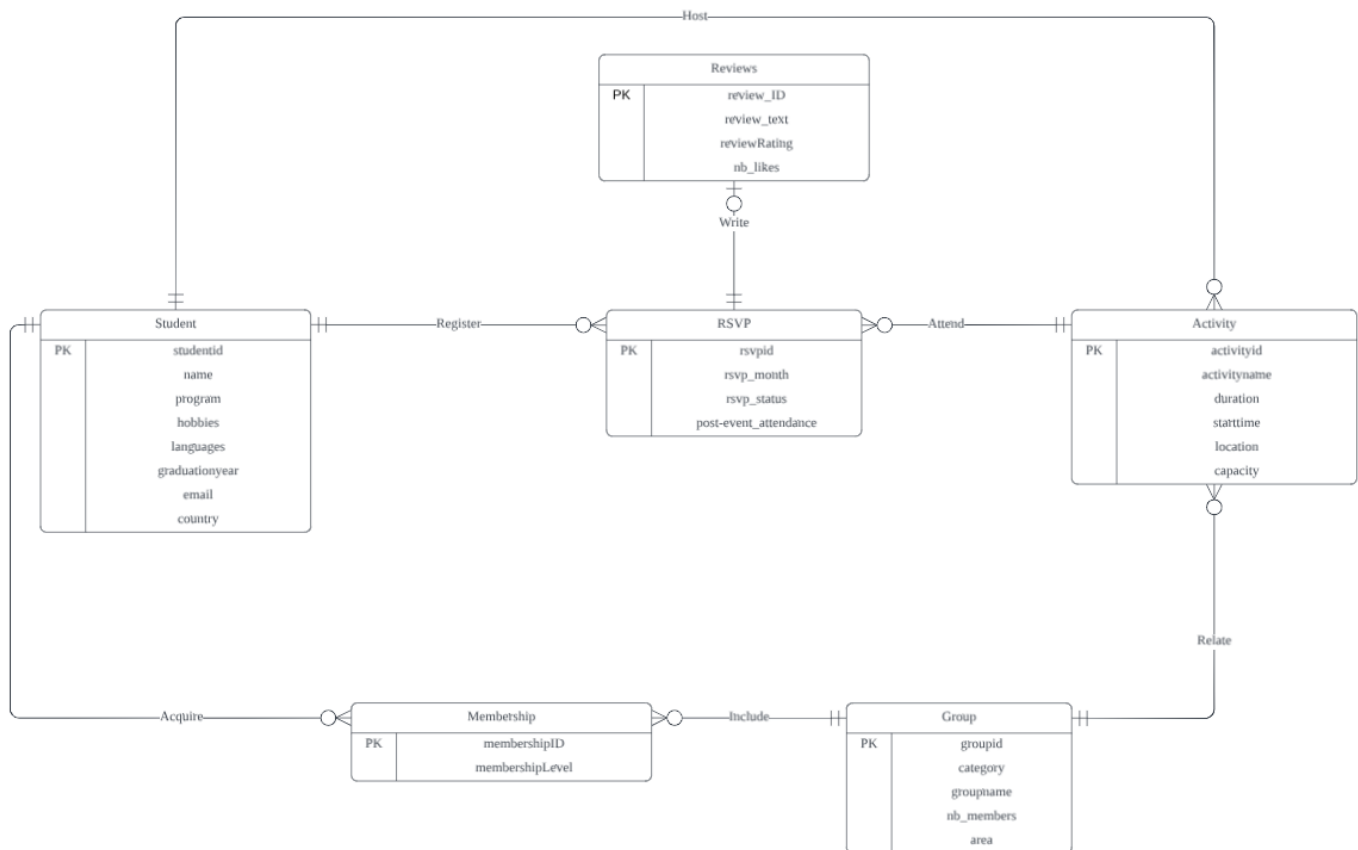 Host
Reviews
PK review_ID
review_text
reviewRating
nb_likes
Write
Student
PK studentid
name
program
hobbies
languages
graduationyear
email
country
Register
RSVP
PK rsvpid
rsvp_month
rsvp_status
post-event_attendance
Attend
Activity
PK activityid
activityname
duration
starttime
location
capacity
Relate
Acquire
Membership
PK membershipID
membershipLevel
Include
Group
PK groupid
category
groupname
nb_members
area